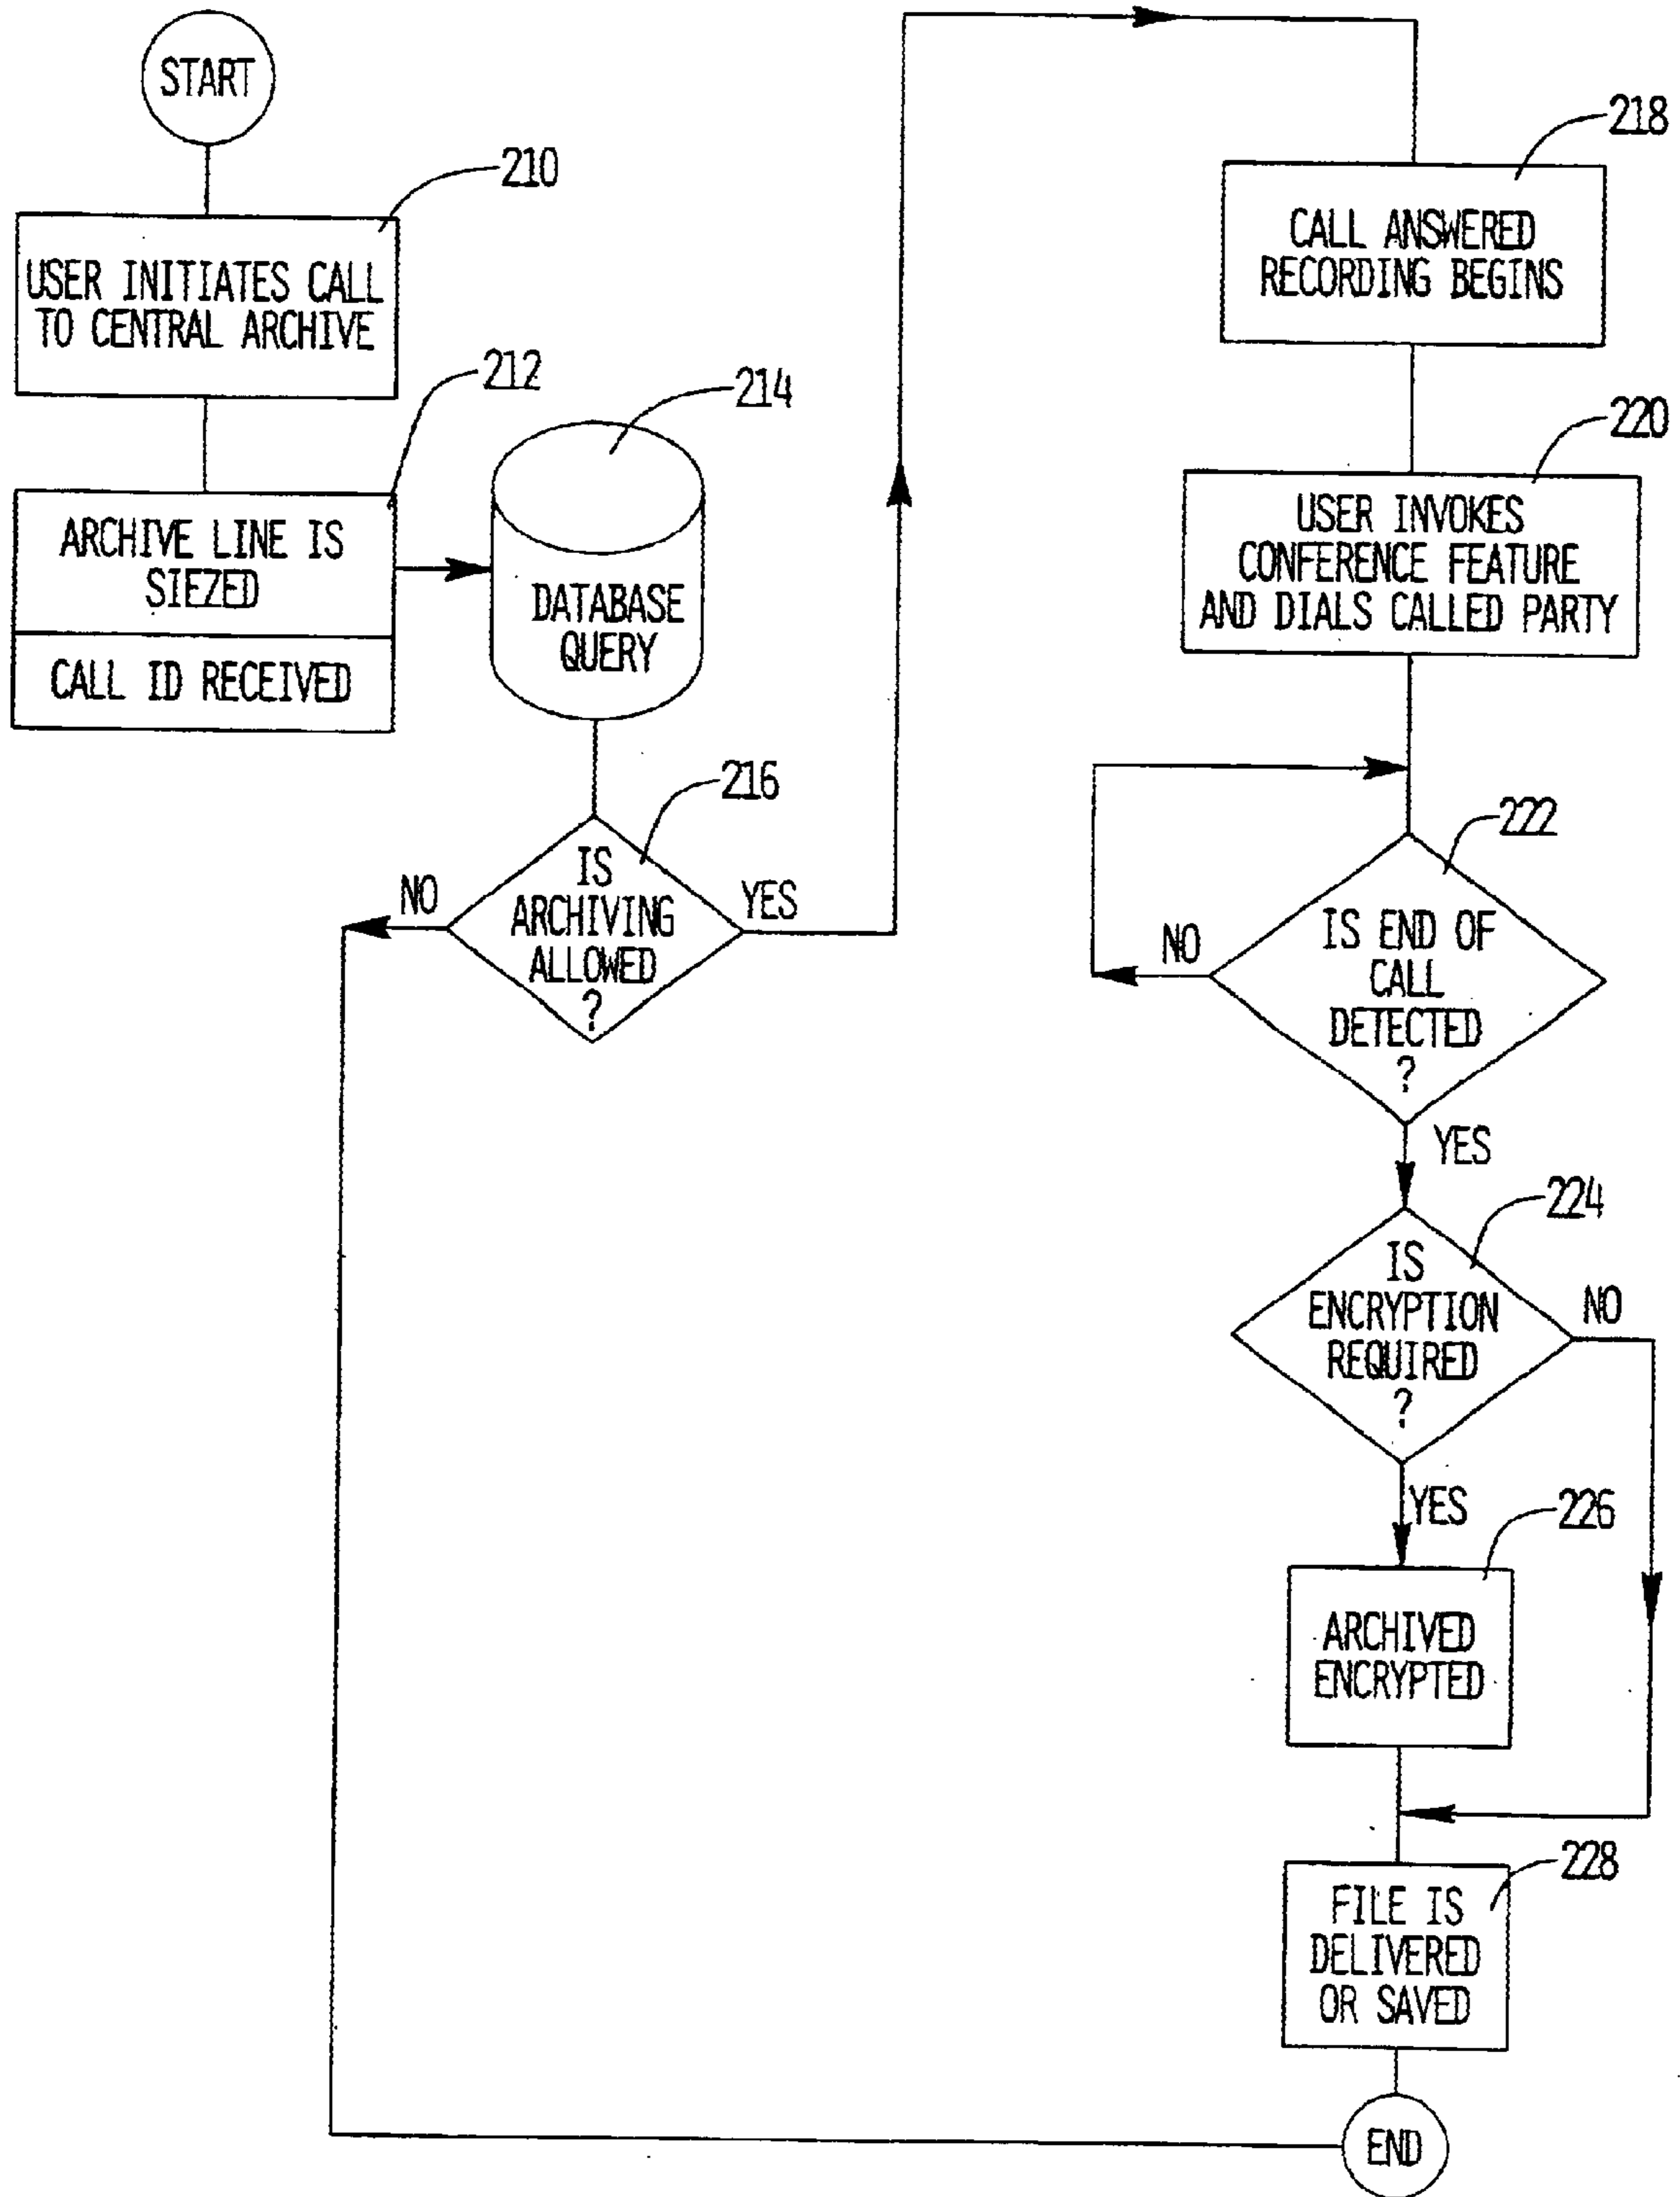 START
210
USER INITIATES CALL
TO CENTRAL ARCHIVE
212
ARCHIVE LINE IS
SIEZED
CALL ID RECEIVED
214
DATABASE
QUERY
216
IS
ARCHIVING
ALLOWED
?
NO
YES
218
CALL ANSWERED
RECORDING BEGINS
220
USER INVOKES
CONFERENCE FEATURE
AND DIALS CALLED PARTY
222
IS END OF
CALL
DETECTED
?
NO
YES
224
IS
ENCRYPTION
REQUIRED
?
NO
YES
226
ARCHIVED
ENCRYPTED
228
FILE IS
DELIVERED
OR SAVED
END